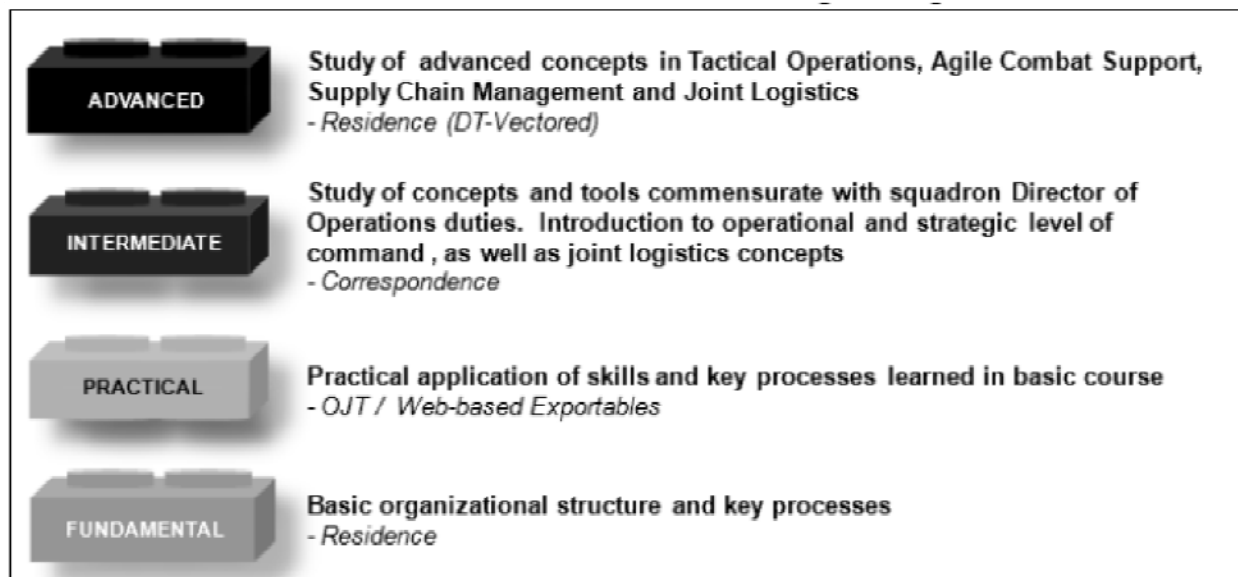 ADVANCED
Study of advanced concepts in Tactical Operations, Agile Combat Support,
Supply Chain Management and Joint Logistics
- Residence (DT-Vectored)
INTERMEDIATE
Study of concepts and tools commensurate with squadron Director of
Operations duties. Introduction to operational and strategic level of
command , as well as joint logistics concepts
- Correspondence
PRACTICAL
Practical application of skills and key processes learned in basic course
- OJT / Web-based Exportables
FUNDAMENTAL
Basic organizational structure and key processes
- Residence